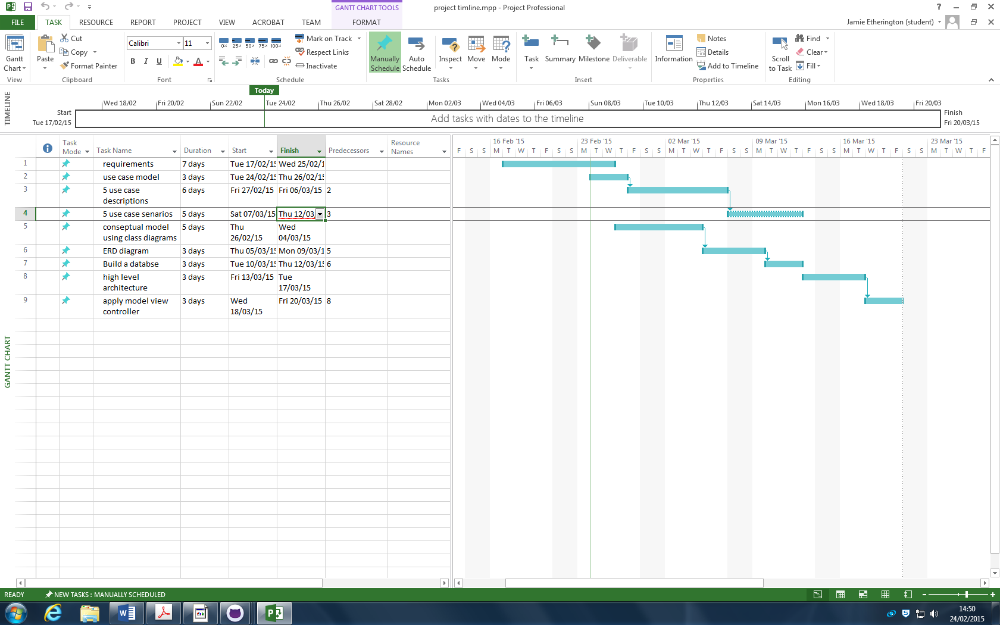 GANTT CHART TOOLS
project timline.mpp - Project Professional
FILE TASK RESOURCE REPORT PROJECT VIEW ACROBAT TEAM FORMAT
Jamie Etherington (student)
Gantt Chart
View
Paste
Cut
Copy
Format Painter
Clipboard
Calibri 11
B I U
Font
0% 25% 50% 75% 100%
Mark on Track
Respect Links
Inactivate
Schedule
Manually Schedule
Auto Schedule
Inspect
Move
Mode
Tasks
Task
Summary
Milestone
Deliverable
Insert
Information
Notes
Details
Add to Timeline
Properties
Scroll to Task
Find
Clear
Fill
Editing
TIMELINE
Today
Wed 18/02 Fri 20/02 Sun 22/02 Tue 24/02 Thu 26/02 Sat 28/02 Mon 02/03 Wed 04/03 Fri 06/03 Sun 08/03 Tue 10/03 Thu 12/03 Sat 14/03 Mon 16/03 Wed 18/03 Fri 20/03
Start
Tue 17/02/15
Add tasks with dates to the timeline
Finish
Fri 20/03/15
Task Mode Task Name Duration Start Finish Predecessors Resource Names
1 requirements 7 days Tue 17/02/15 Wed 25/02/1
2 use case model 3 days Tue 24/02/15 Thu 26/02/15
3 5 use case descriptions 6 days Fri 27/02/15 Fri 06/03/15 2
4 5 use case senarios 5 days Sat 07/03/15 Thu 12/03 3
5 conseptual model using class diagrams 5 days Thu 26/02/15 Wed 04/03/15
6 ERD diagram 3 days Thu 05/03/15 Mon 09/03/1 5
7 Build a databse 3 days Tue 10/03/15 Thu 12/03/15 6
8 high level architecture 3 days Fri 13/03/15 Tue 17/03/15
9 apply model view controller 3 days Wed 18/03/15 Fri 20/03/15 8
16 Feb '15 23 Feb '15 02 Mar '15 09 Mar '15 16 Mar '15 23 Mar '15
F S S M T W T F S S M T W T F S S M T W T F S S M T W T F S S M T W T F S S M T W T F
GANTT CHART
READY
NEW TASKS : MANUALLY SCHEDULED
14:50
24/02/2015